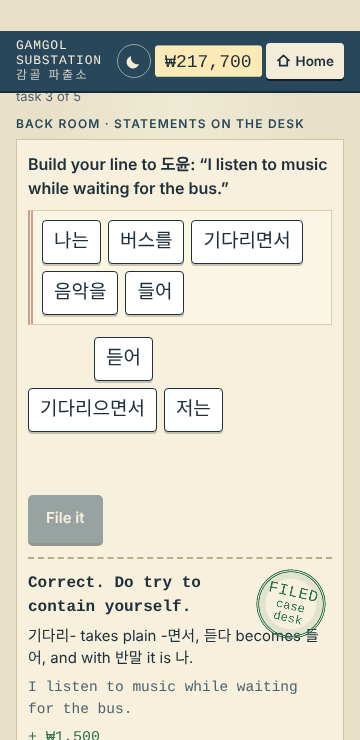 GAMGOL
SUBSTATION
감골 파출소
₩217,700
Home
task 3 of 5
BACK ROOM · STATEMENTS ON THE DESK
Build your line to 도윤: “I listen to music
while waiting for the bus.”
나는 버스를 기다리면서
음악을 들어
듣어
기다리으면서 저는
File it
Correct. Do try to
contain yourself.
FILED
case
desk
기다리- takes plain -면서, 듣다 becomes 들
어, and with 반말 it is 나.
I listen to music while waiting
for the bus.
+ ₩1,500